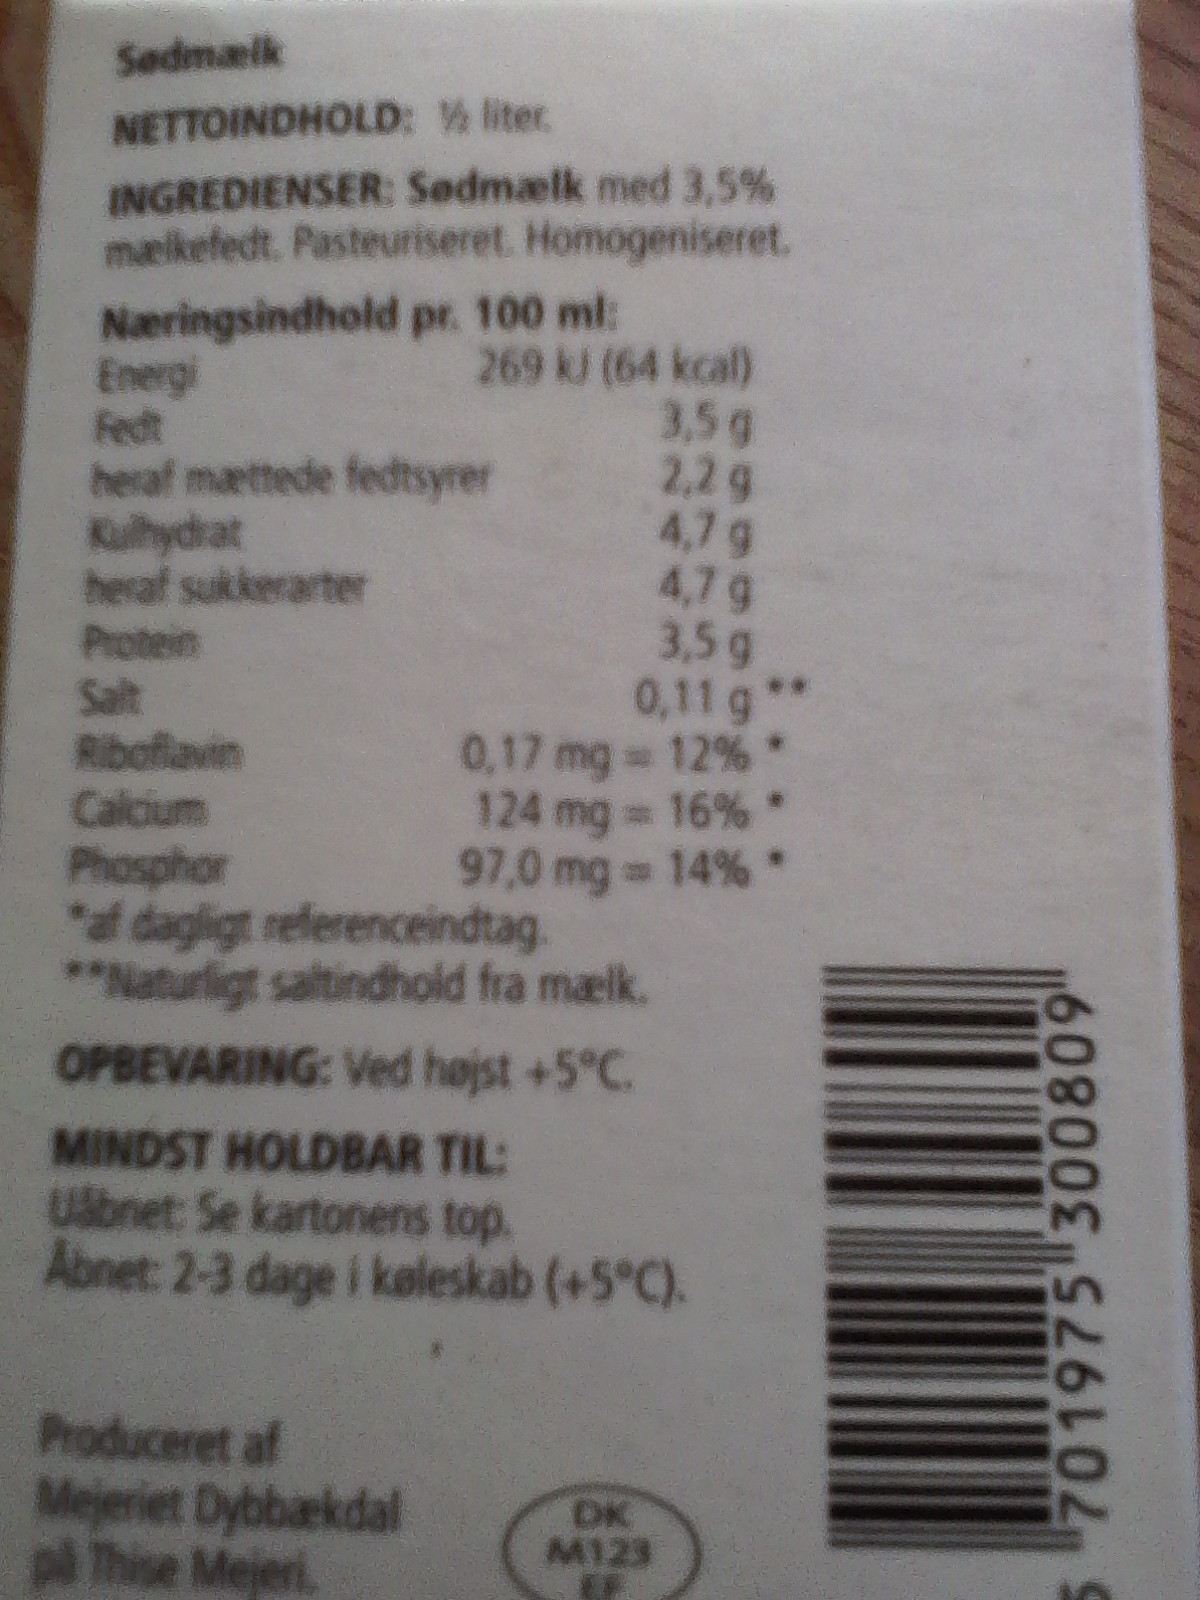 Sødmælk
NETTOINDHOLD: ½ liter.
INGREDIENSER: Sødmælk med 3,5%
mælkefedt. Pasteuriseret. Homogeniseret.
Næringsindhold pr. 100 ml:
Energi 269 kJ (64 kcal)
Fedt 3,5 g
heraf mættede fedtsyrer 2,2 g
Kulhydrat 4,7 g
heraf sukkerarter 4,7 g
Protein 3,5 g
Salt 0,11 g **
Riboflavin 0,17 mg = 12% *
Calcium 124 mg = 16% *
Phosphor 97,0 mg = 14% *
*af dagligt referenceindtag.
**Naturligt saltindhold fra mælk.
OPBEVARING: Ved højst +5°C.
MINDST HOLDBAR TIL:
Uåbnet: Se kartonens top.
Åbnet: 2-3 dage i køleskab (+5°C).
Produceret af
Mejeriet Dybbækdal
på Thise Mejeri.
DK
M123
EF
5 701975 300809